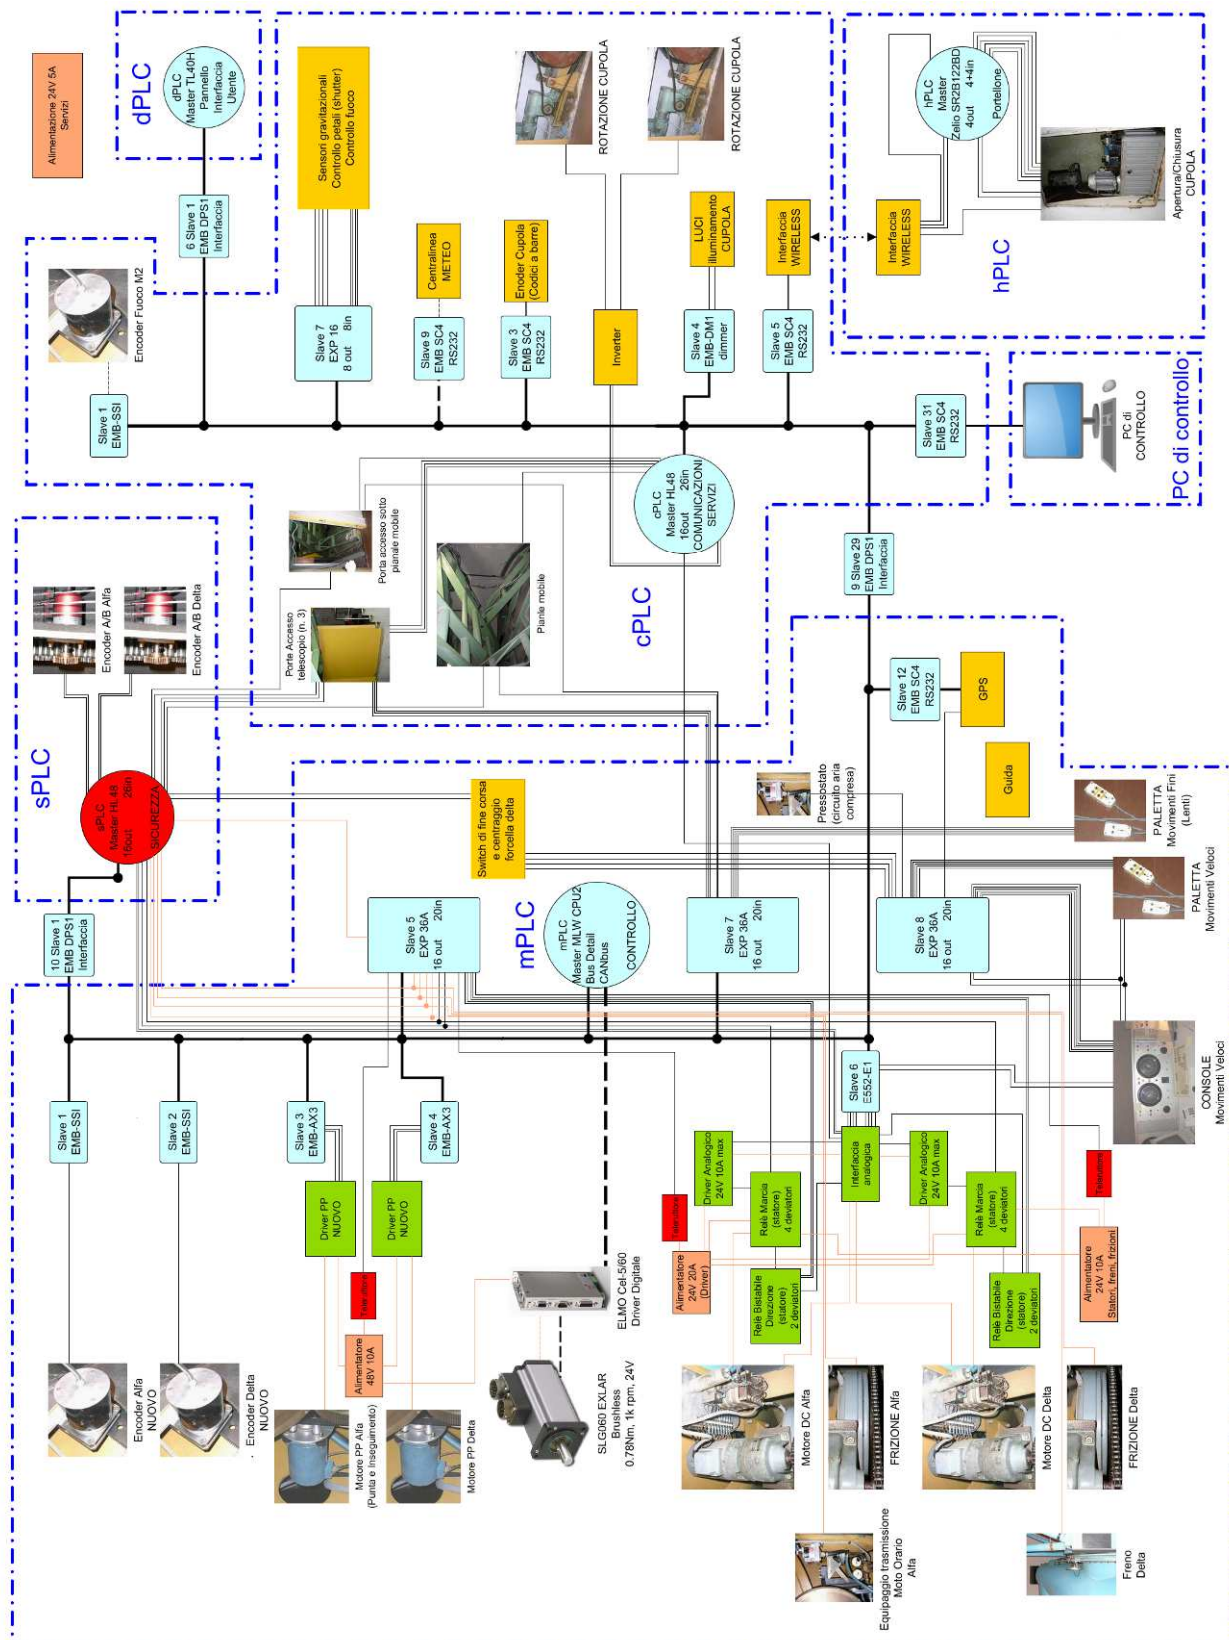 Alimentazione 24V 5A
Servizi
dPLC
dPLC
Master TL40H
Pannello
Interfaccia
Utente
6 Slave 1
EMB DPS1
Interfaccia
Encoder Fuoco M2
Slave 1
EMB-SSI
Sensori gravitazionali
Controllo petali (shutter)
Controllo fuoco
Slave 7
EXP 16
8 out 8in
Centralinea
METEO
Slave 9
EMB SC4
RS232
Enoder Cupola
(Codici a barre)
Slave 3
EMB SC4
RS232
ROTAZIONE CUPOLA
ROTAZIONE CUPOLA
Inverter
LUCI
illuminamento
CUPOLA
Slave 4
EMB-DM1
dimmer
Interfaccia
WIRELESS
Slave 5
EMB SC4
RS232
hPLC
hPLC
Master
Zelio SR2B122BD
4out 4+4in
Portellone
Interfaccia
WIRELESS
Apertura/Chiusura
CUPOLA
Slave 31
EMB SC4
RS232
PC di
CONTROLLO
PC di controllo
cPLC
cPLC
Master HL48
16out 26in
COMUNICAZIONI
SERVIZI
9 Slave 29
EMB DPS1
Interfaccia
Porta accesso sotto
pianale mobile
Porte Accesso
telescopio (n. 3)
Pianle mobile
sPLC
Encoder A/B Alfa
Encoder A/B Delta
sPLC
Master HL48
16out 26in
SICUREZZA
10 Slave 1
EMB DPS1
Interfaccia
Slave 12
EMB SC4
RS232
GPS
Guida
Pressostato
(circuito aria
compresa)
Switch di fine corsa
e centraggio
forcella delta
PALETTA
Movimenti Fini
(Lenti)
PALETTA
Movimenti Veloci
mPLC
Slave 5
EXP 36A
16 out 20in
mPLC
Master MLW CPU2
Bus Detail
CANbus
CONTROLLO
Slave 7
EXP 36A
16 out 20in
Slave 8
EXP 36A
16 out 20in
CONSOLE
Movimenti Veloci
Slave 1
EMB-SSI
Slave 2
EMB-SSI
Slave 3
EMB-AX3
Slave 4
EMB-AX3
Slave 6
E552-E1
Interfaccia
analogica
Driver PP
NUOVO
Driver PP
NUOVO
Teleruttore
Alimentatore
48V 10A
ELMO Cel-5/60
Driver Digitale
Teleruttore
Alimentatore
24V 20A
(Driver)
Driver Analogico
24V 10A max
Relè Marcia
(statore)
4 deviatori
Relè Bistabile
Direzione
(statore)
2 deviatori
Driver Analogico
24V 10A max
Relè Marcia
(statore)
4 deviatori
Relè Bistabile
Direzione
(statore)
2 deviatori
Teleruttore
Alimentatore
24V 10A
Statori, freni, frizioni
Encoder Alfa
NUOVO
Encoder Delta
NUOVO
Motore PP Alfa
(Punta e Inseguimento)
Motore PP Delta
SLG060 EXLAR
Brushless
0.78Nm, 1k rpm, 24V
Motore DC Alfa
FRIZIONE Alfa
Motore DC Delta
FRIZIONE Delta
Equipaggio trasmissione
Moto Orario
Alfa
Freno
Delta